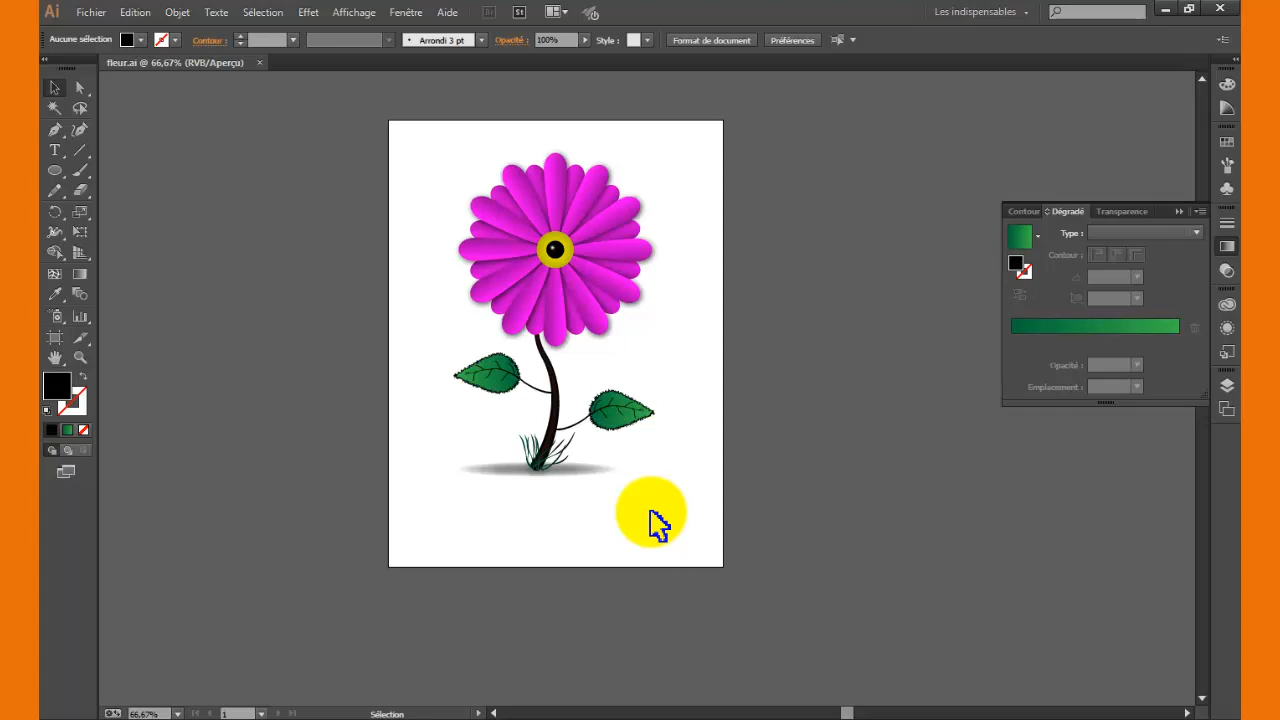 Ai Fichier Edition Objet Texte Sélection Effet Affichage Fenêtre Aide Br St Les indispensables
Aucune sélection Contour : Arrondi 3 pt Opacité : 100% Style : Format de document Préférences
fleur.ai @ 66,67% (RVB/Aperçu) ×
Contour Dégradé Transparence
Type :
Contour :
Opacité :
Emplacement :
66,67% 1 Sélection